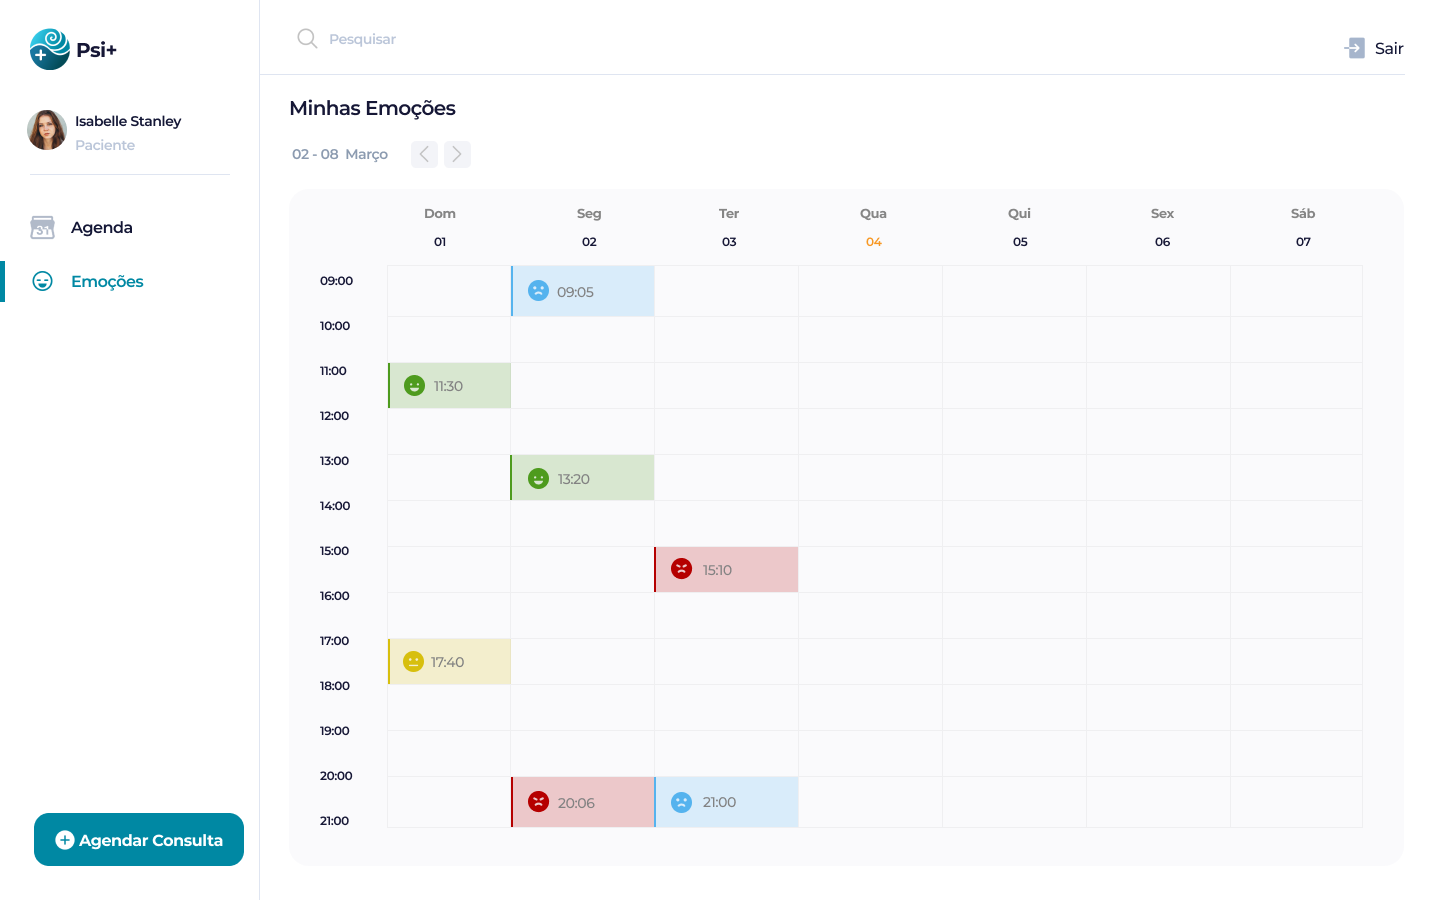 Psi+
Pesquisar
Sair
Isabelle Stanley
Paciente
Agenda
31
Emoções
Agendar Consulta
Minhas Emoções
02 - 08 Março
Dom Seg Ter Qua Qui Sex Sáb
01 02 03 04 05 06 07
09:00
09:05
10:00
11:00
11:30
12:00
13:00
13:20
14:00
15:00
15:10
16:00
17:00
17:40
18:00
19:00
20:00
20:06 21:00
21:00